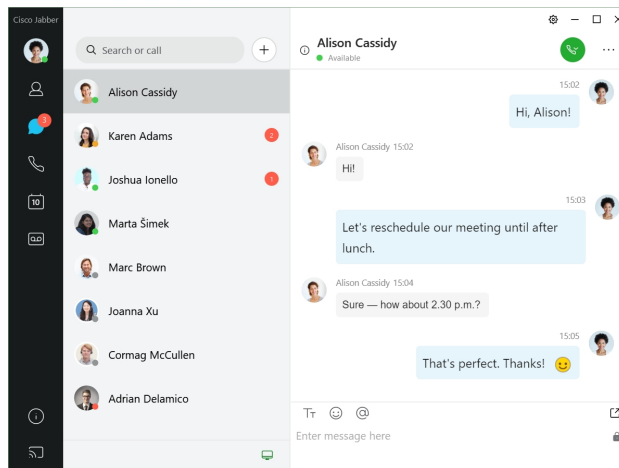 Cisco Jabber
3
10
Search or call
Alison Cassidy
Karen Adams
2
Joshua Ionello
1
Marta Šimek
Marc Brown
Joanna Xu
Cormag McCullen
Adrian Delamico
Alison Cassidy
Available
15:02
Hi, Alison!
Alison Cassidy 15:02
Hi!
15:03
Let's reschedule our meeting until after
lunch.
Alison Cassidy 15:04
Sure — how about 2.30 p.m.?
15:05
That's perfect. Thanks!
Enter message here